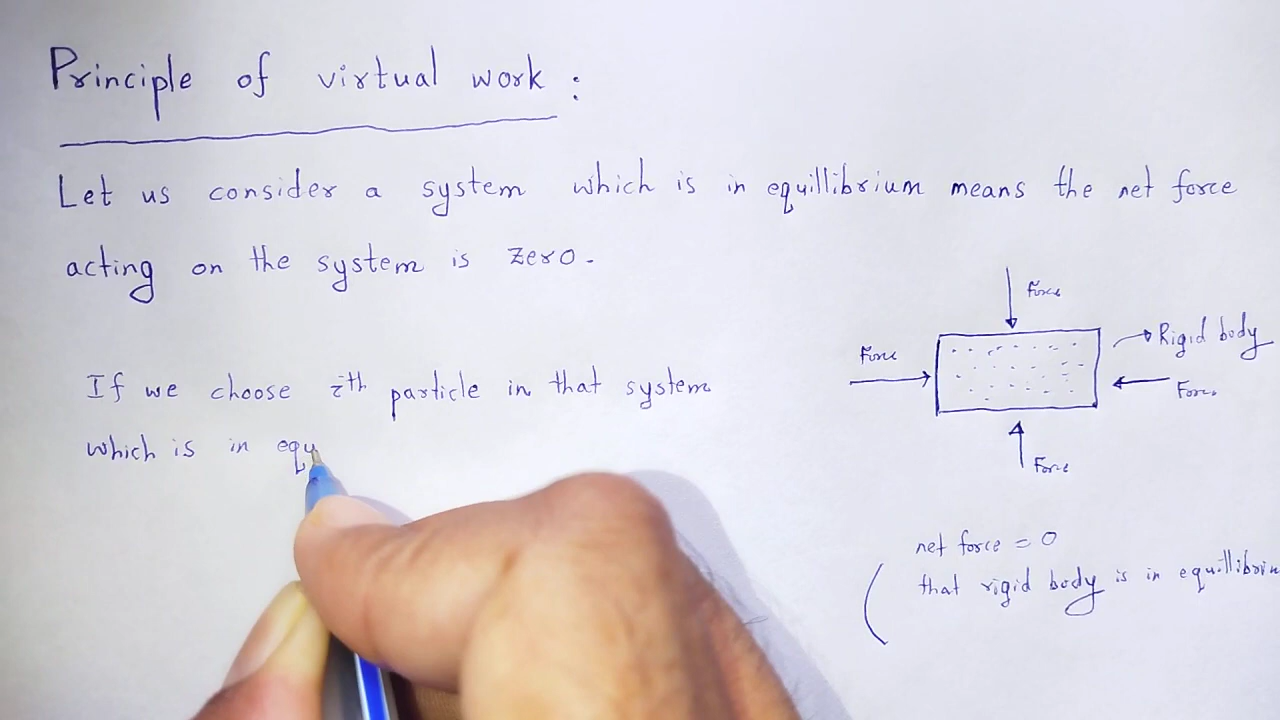 Principle of virtual work :
Let us consider a system which is in equillibrium means the net force
acting on the system is zero.
Force
Force
Rigid body
Force
Force
If we choose ith particle in that system
which is in equ
net force = 0
that rigid body is in equillibriu